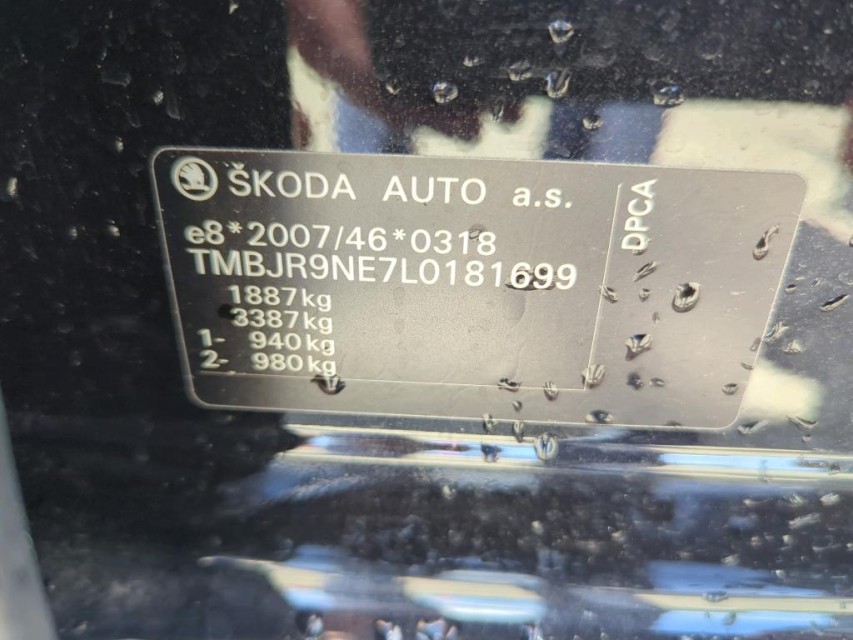 ŠKODA AUTO a.s.
e8*2007/46*0318
TMBJR9NE7L0181699
1887kg
3387kg
1- 940kg
2- 980kg
DPCA